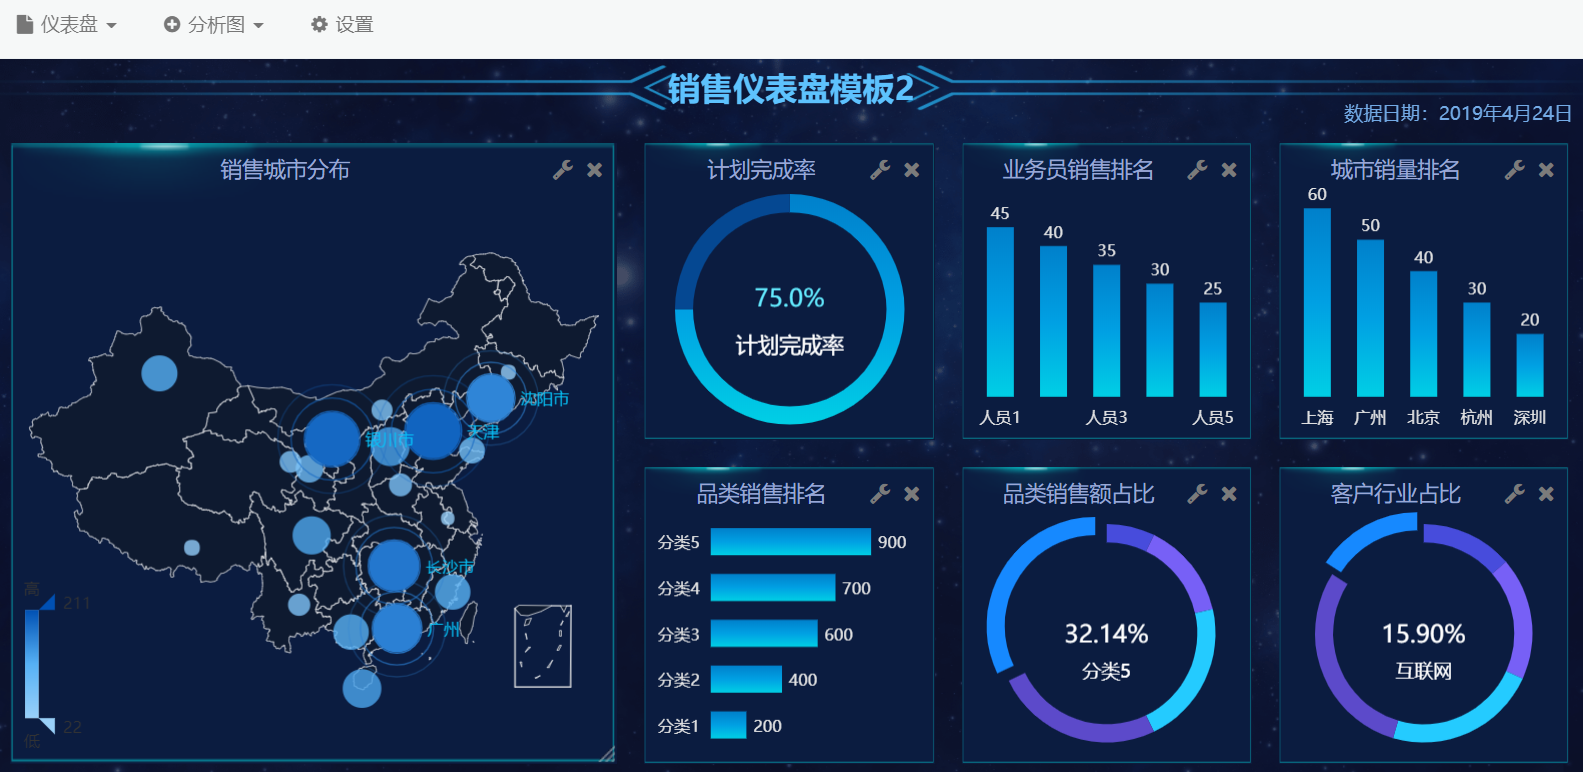 仪表盘
分析图
设置
销售仪表盘模板2
数据日期：2019年4月24日
销售城市分布
沈阳市
天津
银川市
长沙市
广州
高
211
22
低
计划完成率
75.0%
计划完成率
业务员销售排名
45
40
35
30
25
人员1
人员3
人员5
城市销量排名
60
50
40
30
20
上海
广州
北京
杭州
深圳
品类销售排名
分类5
900
分类4
700
分类3
600
分类2
400
分类1
200
品类销售额占比
32.14%
分类5
客户行业占比
15.90%
互联网